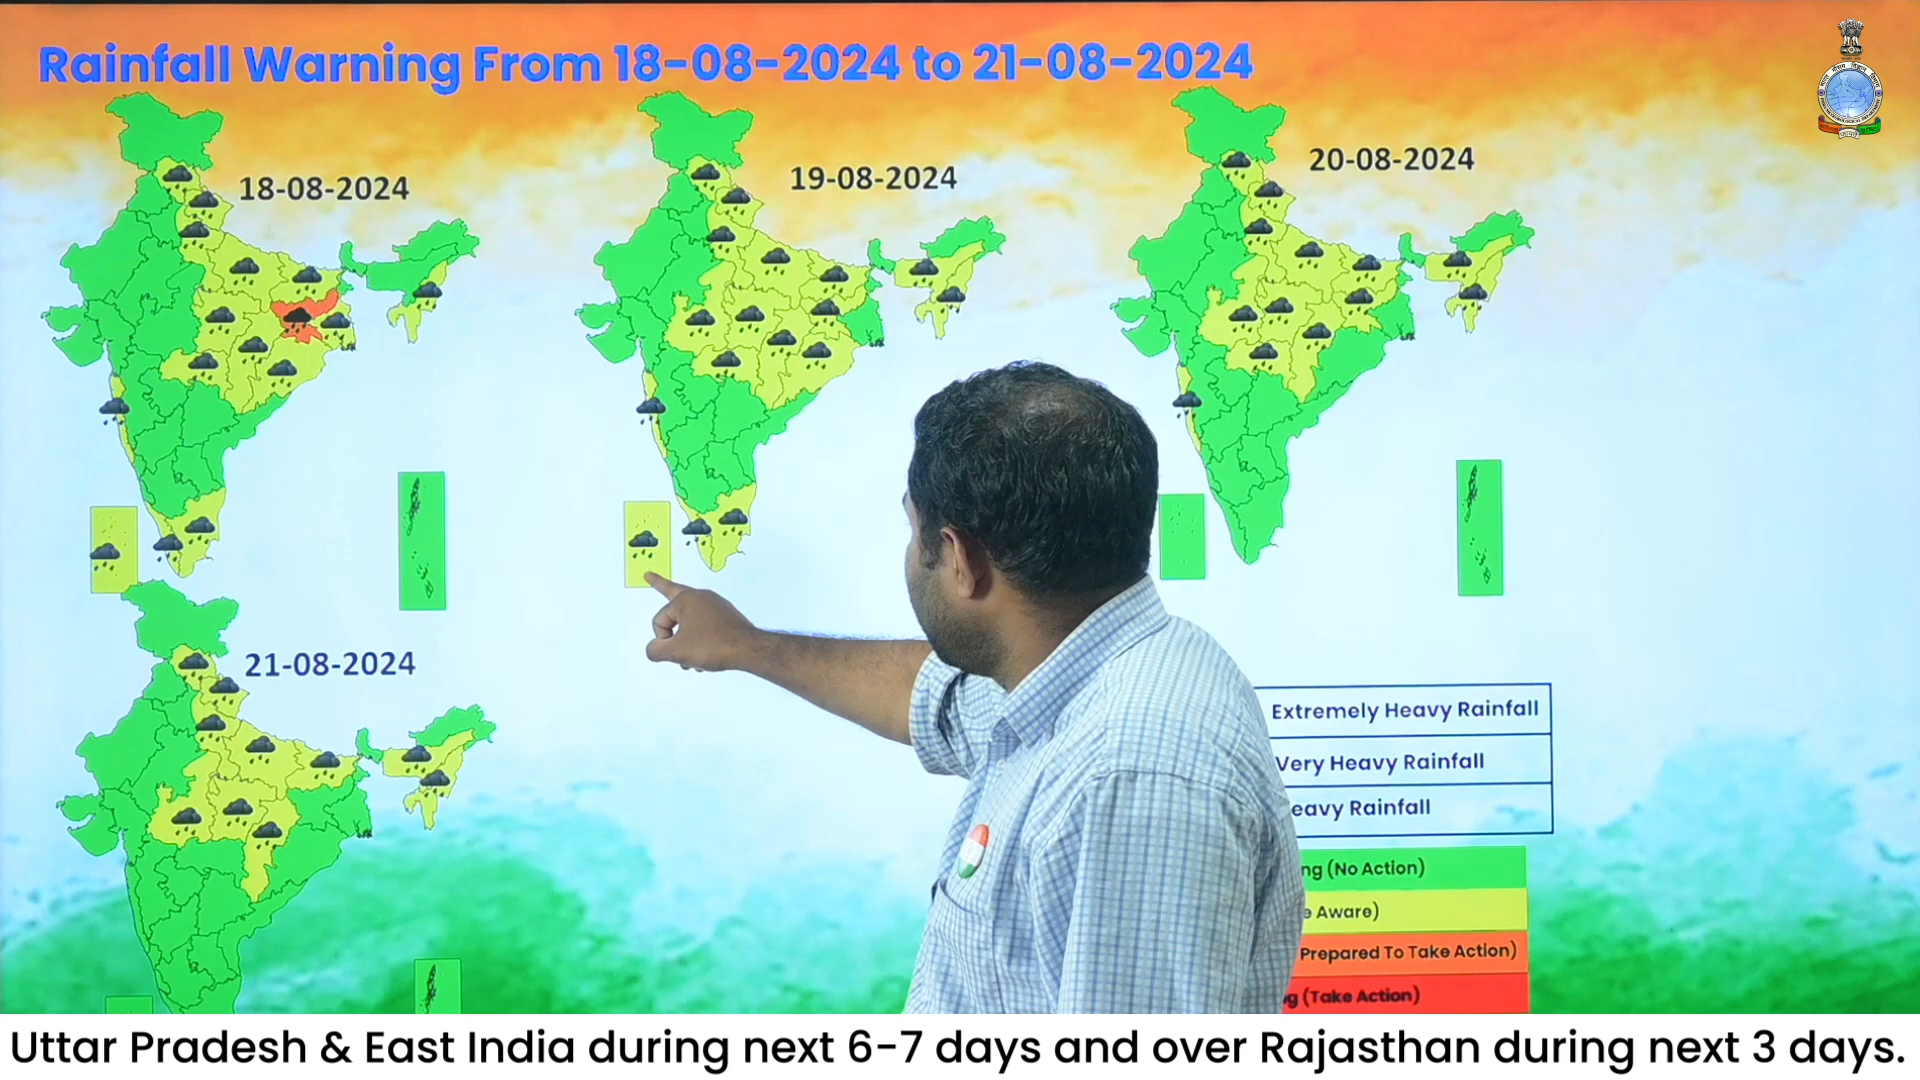 Rainfall Warning From 18-08-2024 to 21-08-2024
18-08-2024
19-08-2024
20-08-2024
21-08-2024
Extremely Heavy Rainfall
Very Heavy Rainfall
eavy Rainfall
ng (No Action)
e Aware)
Prepared To Take Action)
g (Take Action)
Uttar Pradesh & East India during next 6-7 days and over Rajasthan during next 3 days.